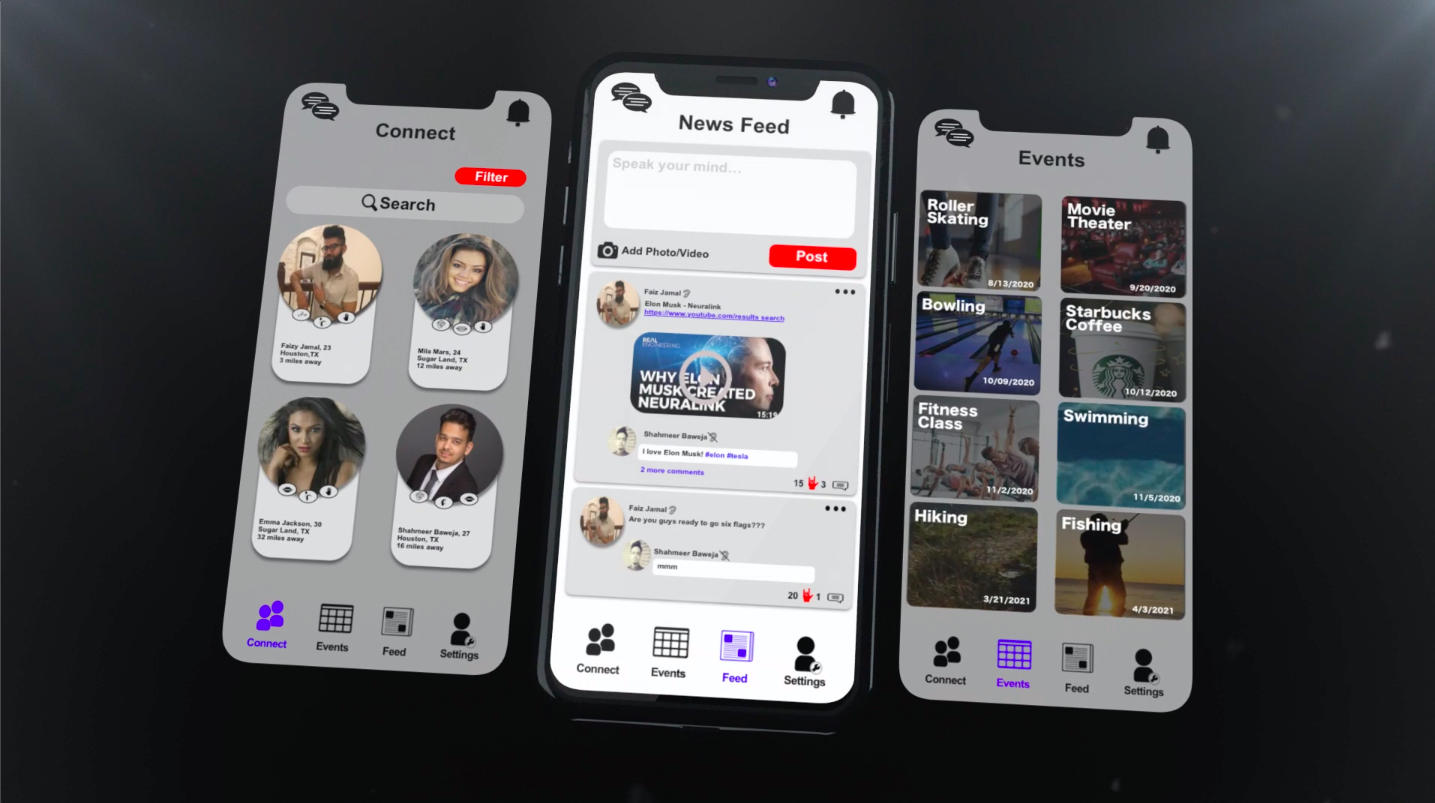 Connect
Filter
Search
Faizy Jamal, 23
Houston,TX
3 miles away
Mila Mars, 24
Sugar Land, TX
12 miles away
Emma Jackson, 30
Sugar Land, TX
32 miles away
Shahmeer Baweja, 27
Houston, TX
16 miles away
Connect
Events
Feed
Settings
News Feed
Speak your mind...
Add Photo/Video
Post
Faiz Jamal
Elon Musk - Neuralink
https://www.youtube.com/results search
REAL
ENGINEERING
WHY ELON
MUSK CREATED
NEURALINK
15:19
Shahmeer Baweja
I love Elon Musk! #elon #tesla
2 more comments
15 3
Faiz Jamal
Are you guys ready to go six flags???
Shahmeer Baweja
mmm
20 1
Connect
Events
Feed
Settings
Events
Roller
Skating
8/13/2020
Movie
Theater
9/20/2020
Bowling
10/09/2020
Starbucks
Coffee
10/12/2020
Fitness
Class
11/2/2020
Swimming
11/5/2020
Hiking
3/21/2021
Fishing
4/3/2021
Connect
Events
Feed
Settings